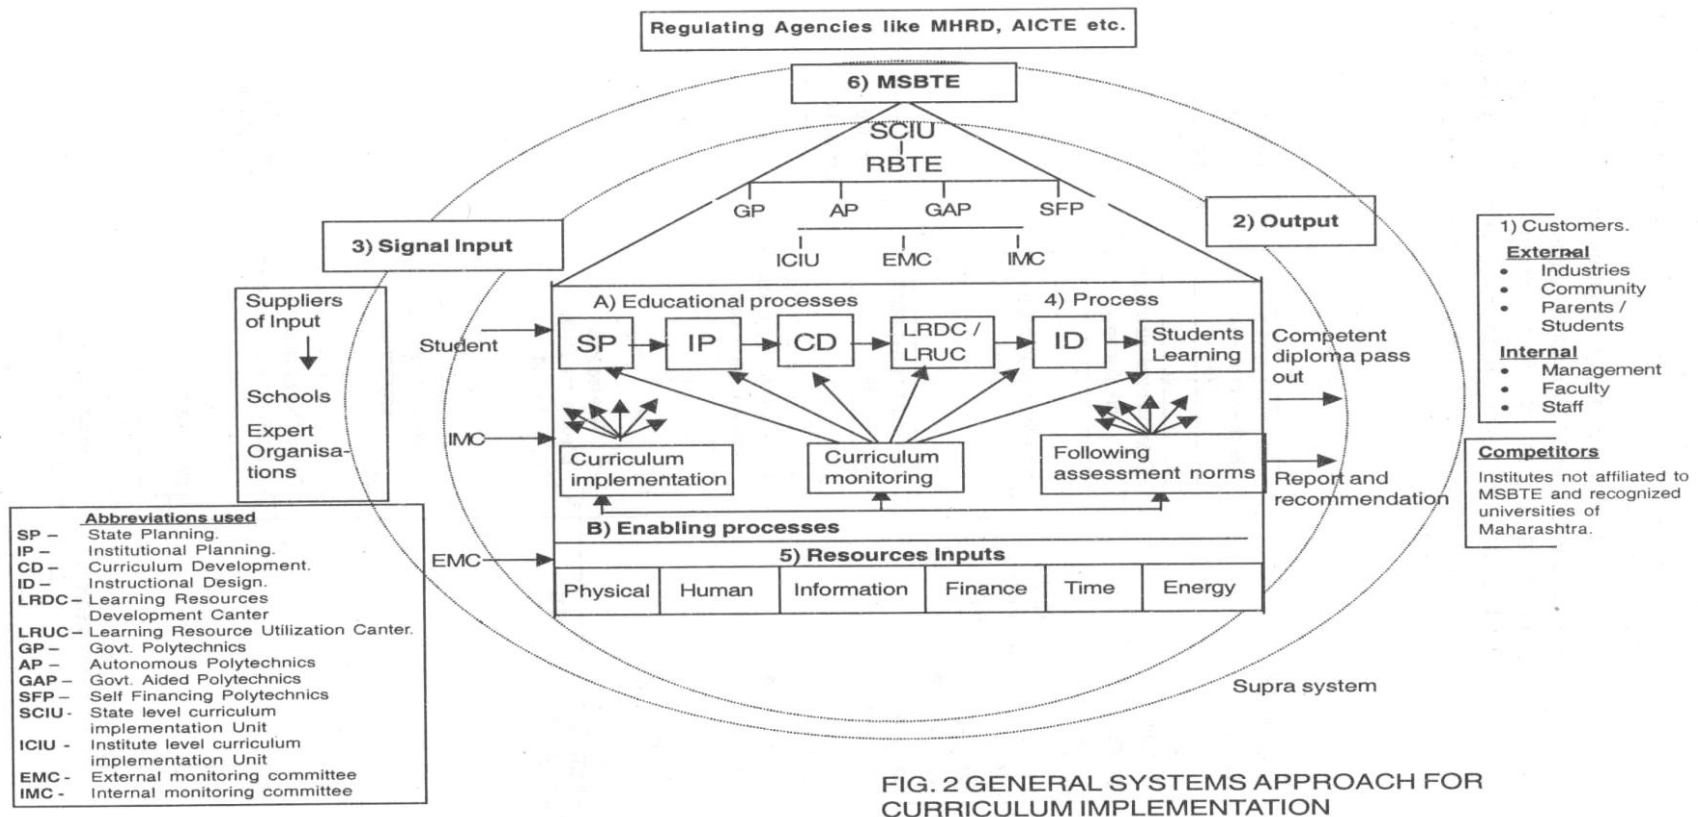 Regulating Agencies like MHRD, AICTE etc.
6) MSBTE
SCIU
RBTE
GP AP GAP SFP
ICIU EMC IMC
3) Signal Input
2) Output
Suppliers
of Input
Schools
Expert
Organisa-
tions
Student
IMC
EMC
A) Educational processes
4) Process
SP
IP
CD
LRDC /
LRUC
ID
Students
Learning
Curriculum
implementation
Curriculum
monitoring
Following
assessment norms
B) Enabling processes
5) Resources Inputs
Physical Human Information Finance Time Energy
Competent
diploma pass
out
Report and
recommendation
1) Customers.
External
• Industries
• Community
• Parents /
Students
Internal
• Management
• Faculty
• Staff
Competitors
Institutes not affiliated to
MSBTE and recognized
universities of
Maharashtra.
Supra system
Abbreviations used
SP – State Planning.
IP – Institutional Planning.
CD – Curriculum Development.
ID – Instructional Design.
LRDC – Learning Resources
Development Canter
LRUC – Learning Resource Utilization Canter.
GP – Govt. Polytechnics
AP – Autonomous Polytechnics
GAP – Govt. Aided Polytechnics
SFP – Self Financing Polytechnics
SCIU - State level curriculum
implementation Unit
ICIU - Institute level curriculum
implementation Unit
EMC - External monitoring committee
IMC - Internal monitoring committee
FIG. 2 GENERAL SYSTEMS APPROACH FOR
CURRICULUM IMPLEMENTATION